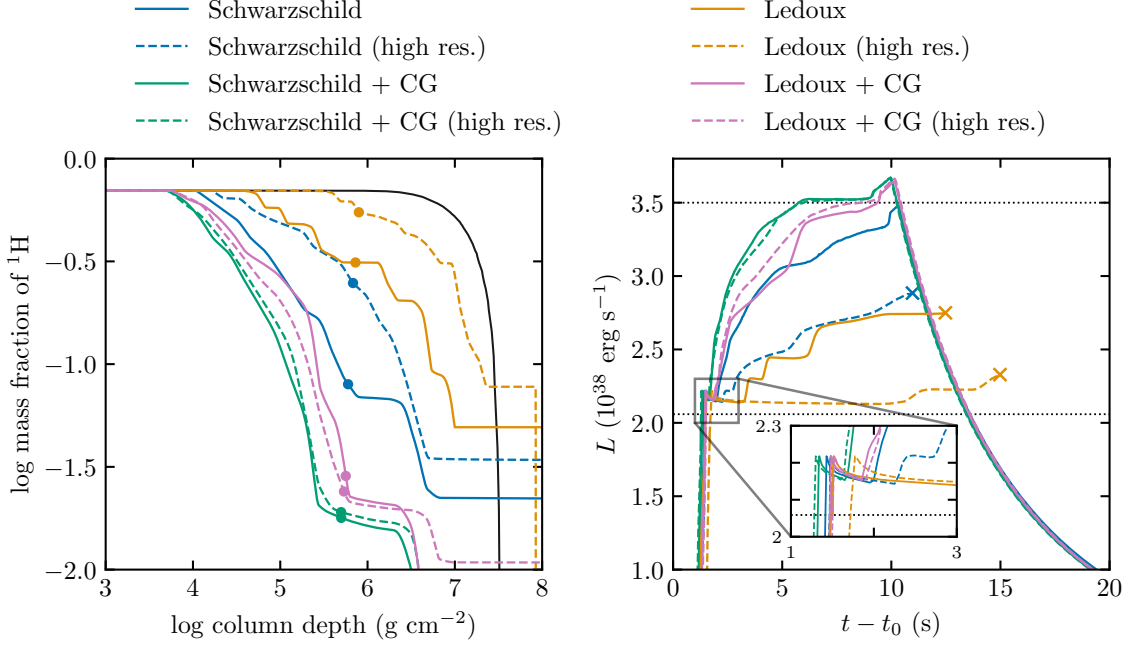 Schwarzschild
Schwarzschild (high res.)
Schwarzschild + CG
Schwarzschild + CG (high res.)
Ledoux
Ledoux (high res.)
Ledoux + CG
Ledoux + CG (high res.)
0.0
−0.5
−1.0
−1.5
−2.0
log mass fraction of ¹H
3 4 5 6 7 8
log column depth (g cm⁻²)
3.5
3.0
2.5
2.0
1.5
1.0
L (10³⁸ erg s⁻¹)
2.3
2
1 3
0 5 10 15 20
t − t₀ (s)